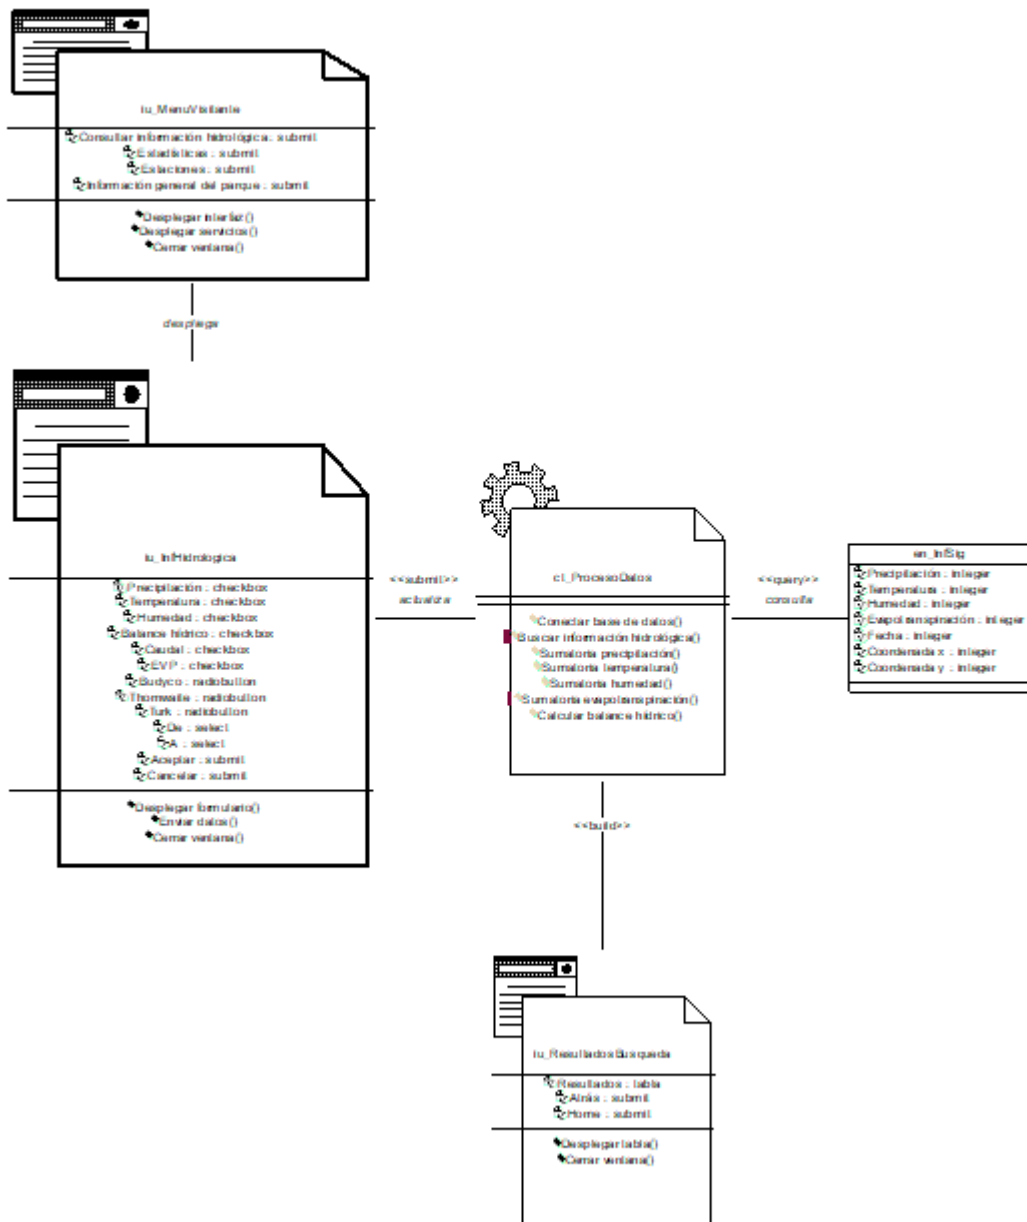 iu_MenuVisitante
Consultar información hidrológica : submit
Estadísticas : submit
Estaciones : submit
Información general del parque : submit
Desplegar interfaz()
Desplegar servicios()
Cerrar ventana()
despliega
iu_InfHidrologica
Precipitación : checkbox
Temperatura : checkbox
Humedad : checkbox
Balance hídrico : checkbox
Caudal : checkbox
EVP : checkbox
Budyco : radiobutton
Thornwaite : radiobutton
Turk : radiobutton
De : select
A : select
Aceptar : submit
Cancelar : submit
Desplegar formulario()
Enviar datos()
Cerrar ventana()
<<submit>>
actualiza
ct_ProcesoDatos
Conectar base de datos()
Buscar información hidrológica()
Sumatoria precipitación()
Sumatoria temperatura()
Sumatoria humedad()
Sumatoria evapotranspiración()
Calcular balance hídrico()
<<query>>
consulta
en_InfSig
Precipitación : integer
Temperatura : integer
Humedad : integer
Evapotranspiración : integer
Fecha : integer
Coordenada x : integer
Coordenada y : integer
<<build>>
iu_ResultadosBusqueda
Resultados : tabla
Atrás : submit
Home : submit
Desplegar tabla()
Cerrar ventana()